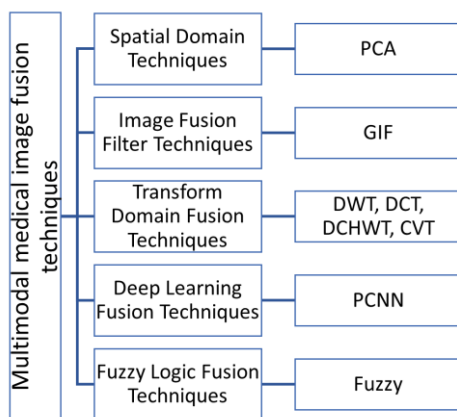 Multimodal medical image fusion
techniques
Spatial Domain
Techniques
PCA
Image Fusion
Filter Techniques
GIF
Transform
Domain Fusion
Techniques
DWT, DCT,
DCHWT, CVT
Deep Learning
Fusion Techniques
PCNN
Fuzzy Logic Fusion
Techniques
Fuzzy